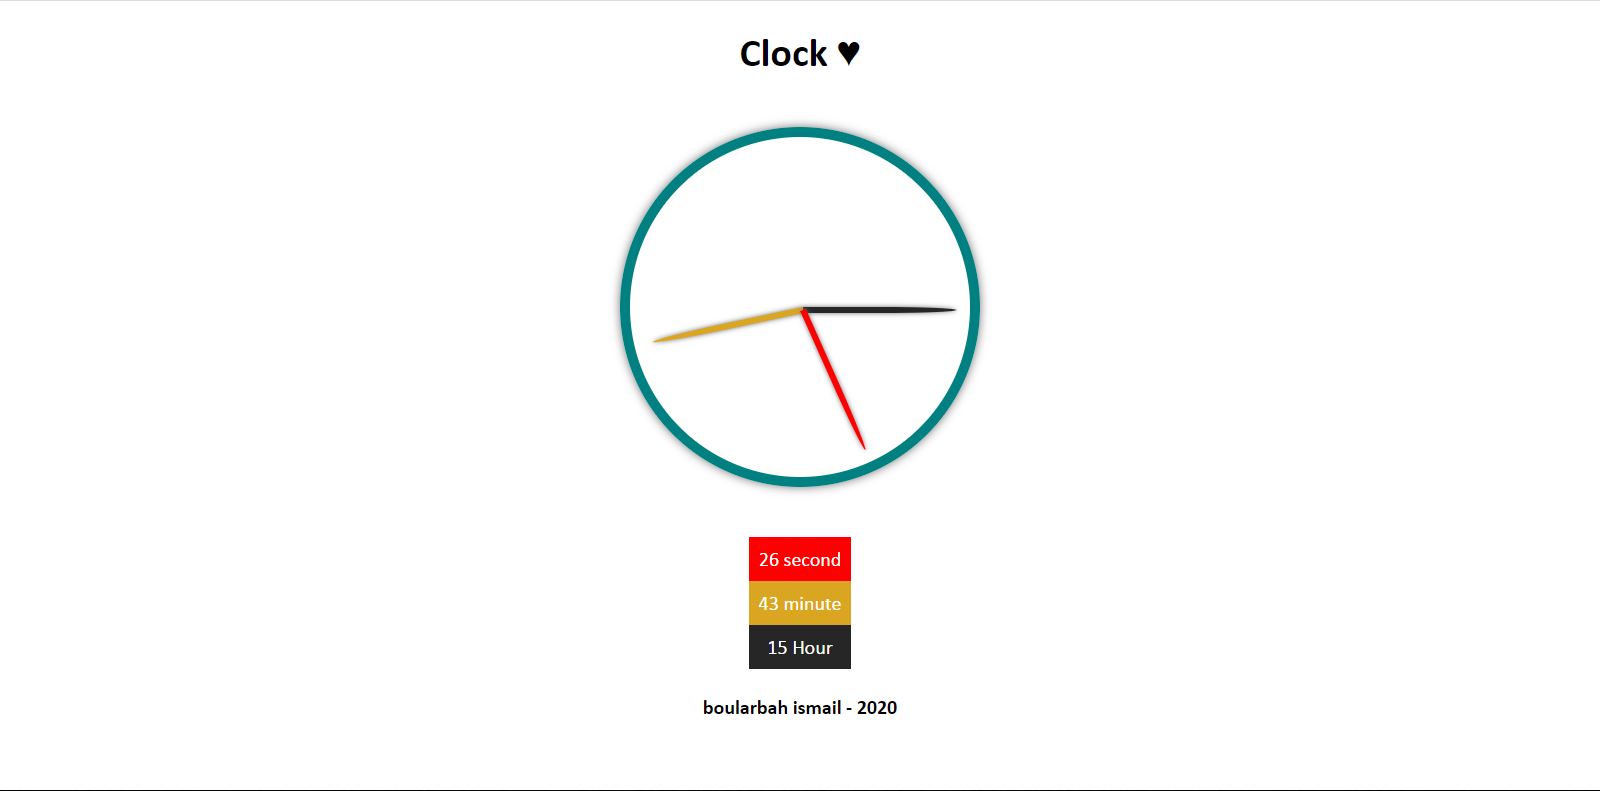 Clock ♥
26 second
43 minute
15 Hour
boularbah ismail - 2020